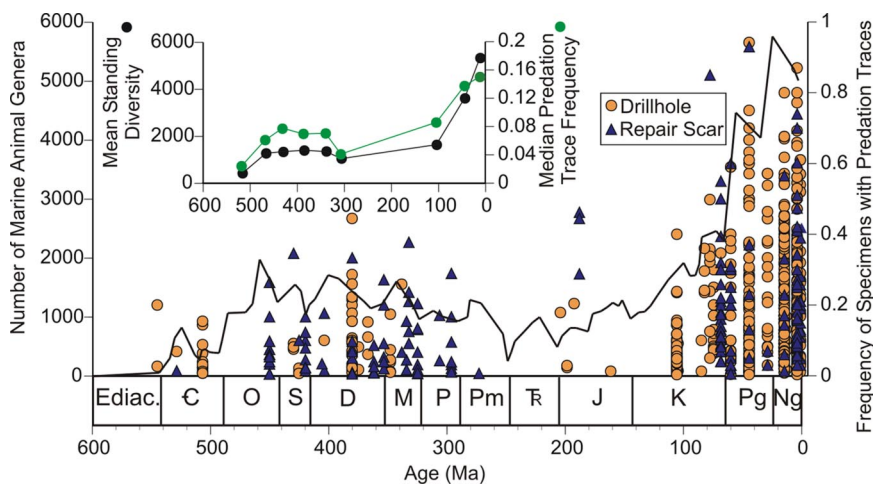 Number of Marine Animal Genera
6000
5000
4000
3000
2000
1000
0
Mean Standing
Diversity
6000
4000
2000
0
600 500 400 300 200 100 0
0.2
0.16
0.12
0.08
0.04
0
Median Predation
Trace Frequency
Drillhole
Repair Scar
1
0.8
0.6
0.4
0.2
0
Frequency of Specimens with Predation Traces
Ediac. Ꞓ O S D M P Pm TR J K Pg Ng
600 500 400 300 200 100 0
Age (Ma)